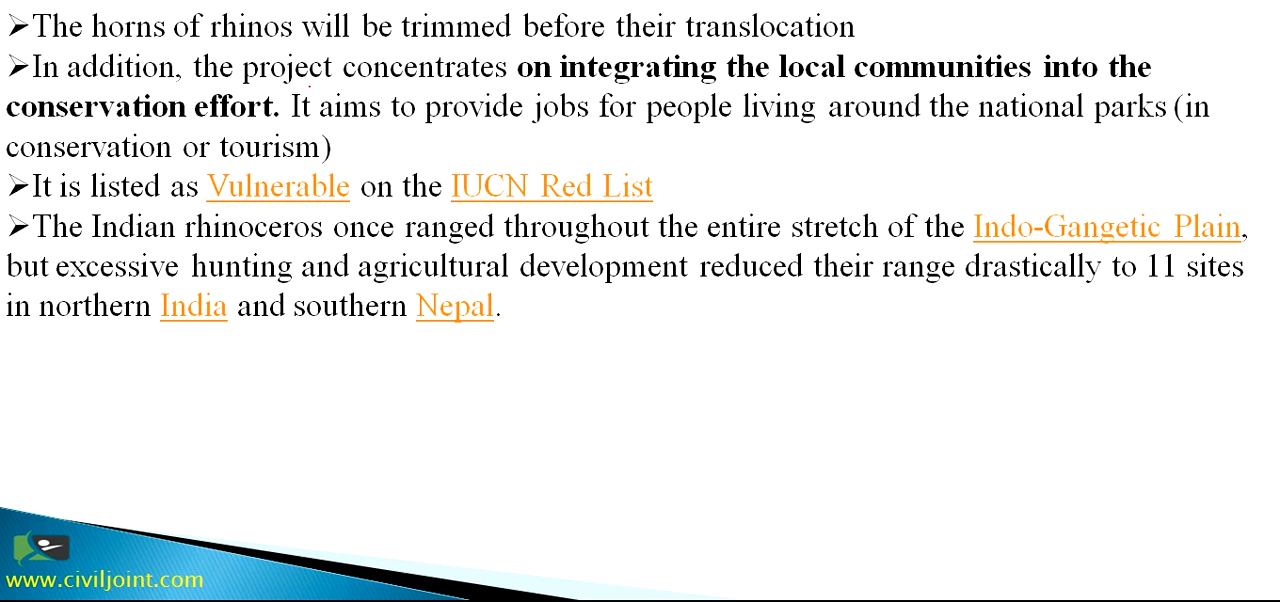 ➢The horns of rhinos will be trimmed before their translocation
➢In addition, the project concentrates on integrating the local communities into the
conservation effort. It aims to provide jobs for people living around the national parks (in
conservation or tourism)
➢It is listed as Vulnerable on the IUCN Red List
➢The Indian rhinoceros once ranged throughout the entire stretch of the Indo-Gangetic Plain,
but excessive hunting and agricultural development reduced their range drastically to 11 sites
in northern India and southern Nepal.
www.civiljoint.com